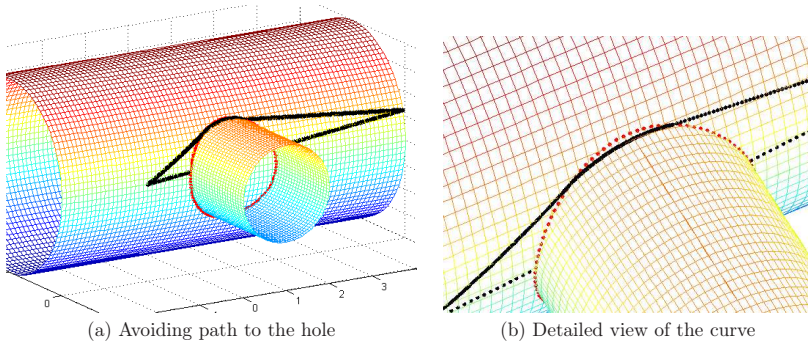 0
0
1
2
3
(a) Avoiding path to the hole
(b) Detailed view of the curve